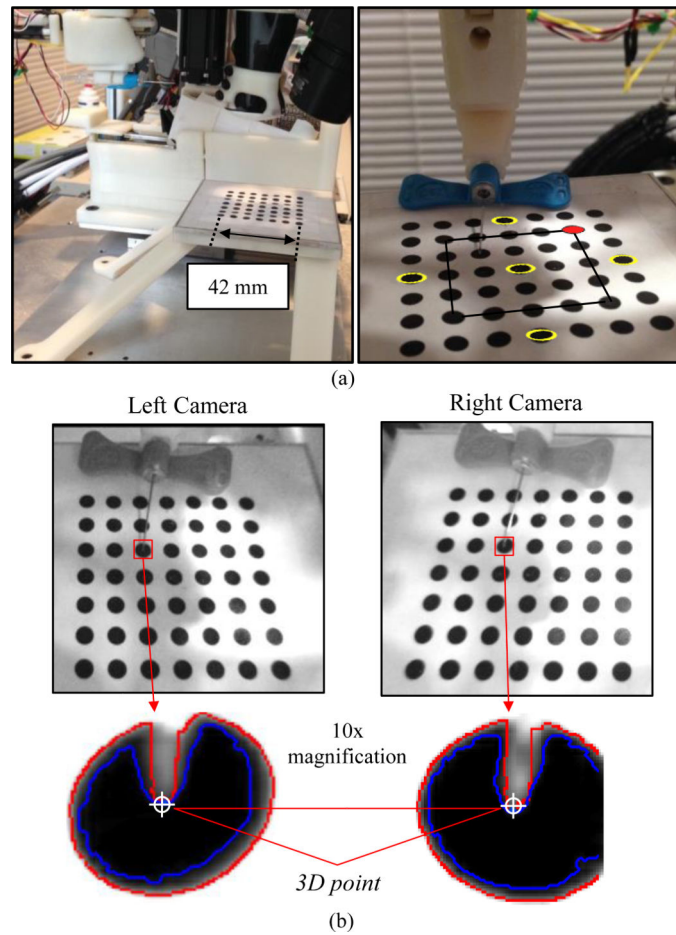 42 mm
(a)
Left Camera
Right Camera
10x
magnification
3D point
(b)